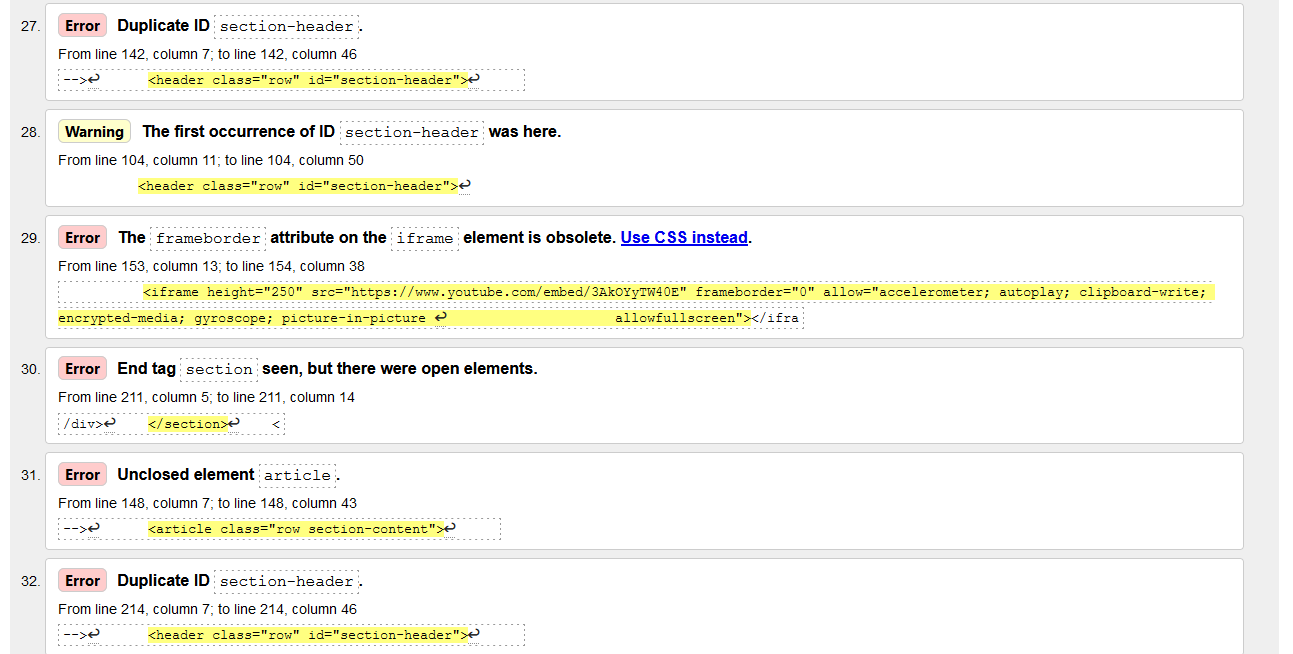 27. Error Duplicate ID section-header.
From line 142, column 7; to line 142, column 46
-->↩ <header class="row" id="section-header">↩
28. Warning The first occurrence of ID section-header was here.
From line 104, column 11; to line 104, column 50
<header class="row" id="section-header">↩
29. Error The frameborder attribute on the iframe element is obsolete. Use CSS instead.
From line 153, column 13; to line 154, column 38
<iframe height="250" src="https://www.youtube.com/embed/3AkOYyTW40E" frameborder="0" allow="accelerometer; autoplay; clipboard-write;
encrypted-media; gyroscope; picture-in-picture ↩ allowfullscreen"></ifra
30. Error End tag section seen, but there were open elements.
From line 211, column 5; to line 211, column 14
/div>↩ </section>↩ <
31. Error Unclosed element article.
From line 148, column 7; to line 148, column 43
-->↩ <article class="row section-content">↩
32. Error Duplicate ID section-header.
From line 214, column 7; to line 214, column 46
-->↩ <header class="row" id="section-header">↩